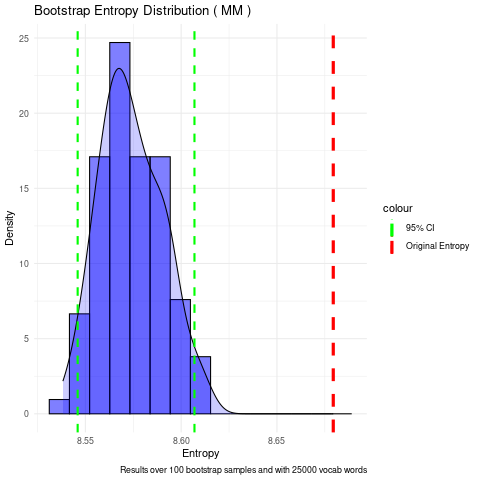 Bootstrap Entropy Distribution ( MM )
25
20
15
10
5
0
Density
8.55
8.60
8.65
Entropy
colour
95% CI
Original Entropy
Results over 100 bootstrap samples and with 25000 vocab words